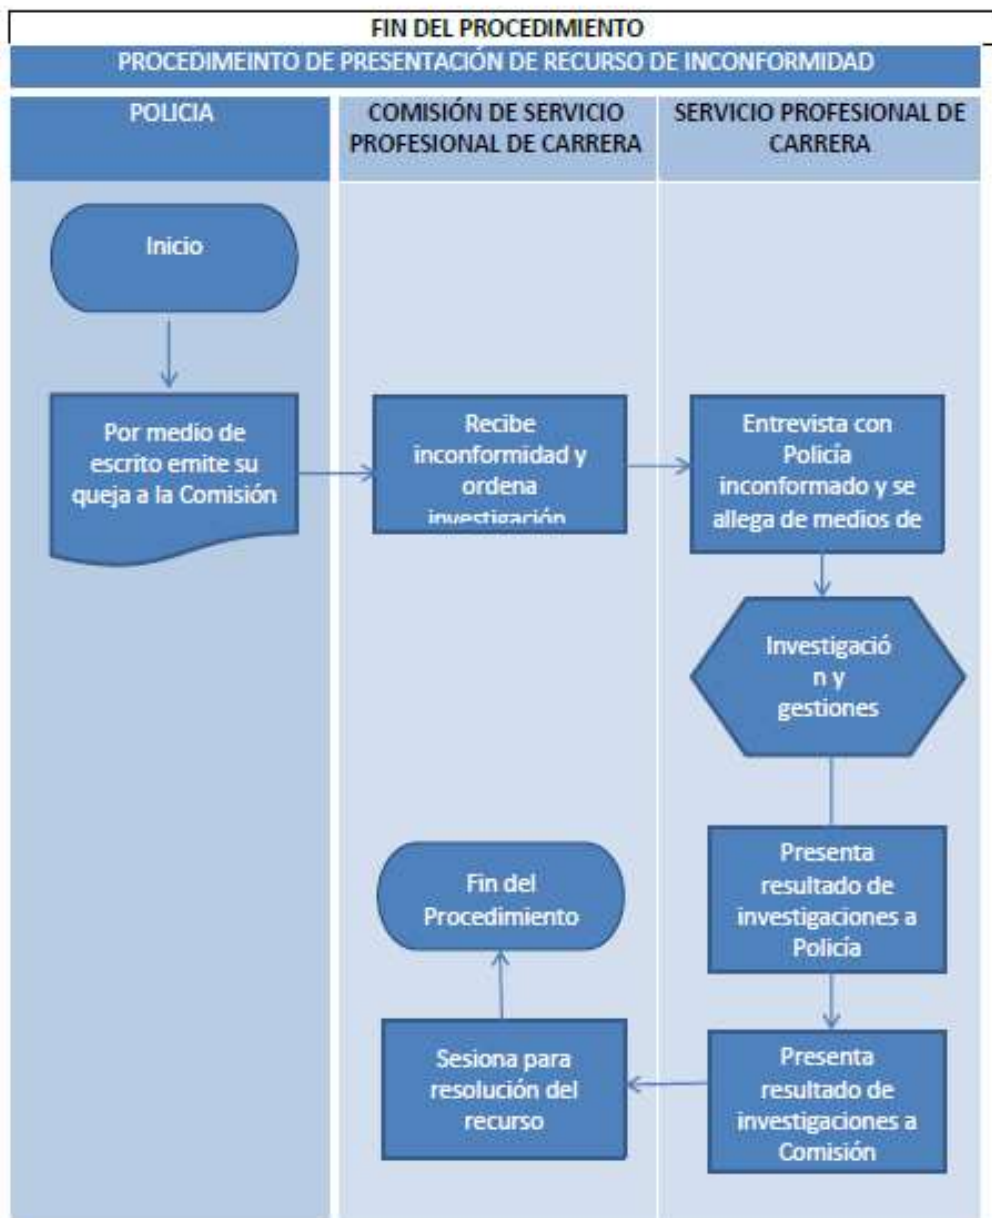 FIN DEL PROCEDIMIENTO
PROCEDIMEINTO DE PRESENTACIÓN DE RECURSO DE INCONFORMIDAD
POLICIA
COMISIÓN DE SERVICIO
PROFESIONAL DE CARRERA
SERVICIO PROFESIONAL DE
CARRERA
Inicio
Por medio de
escrito emite su
queja a la Comisión
Recibe
inconformidad y
ordena
investigación
Entrevista con
Policía
inconformado y se
allega de medios de
Investigació
n y
gestiones
Presenta
resultado de
investigaciones a
Policía
Presenta
resultado de
investigaciones a
Comisión
Sesiona para
resolución del
recurso
Fin del
Procedimiento